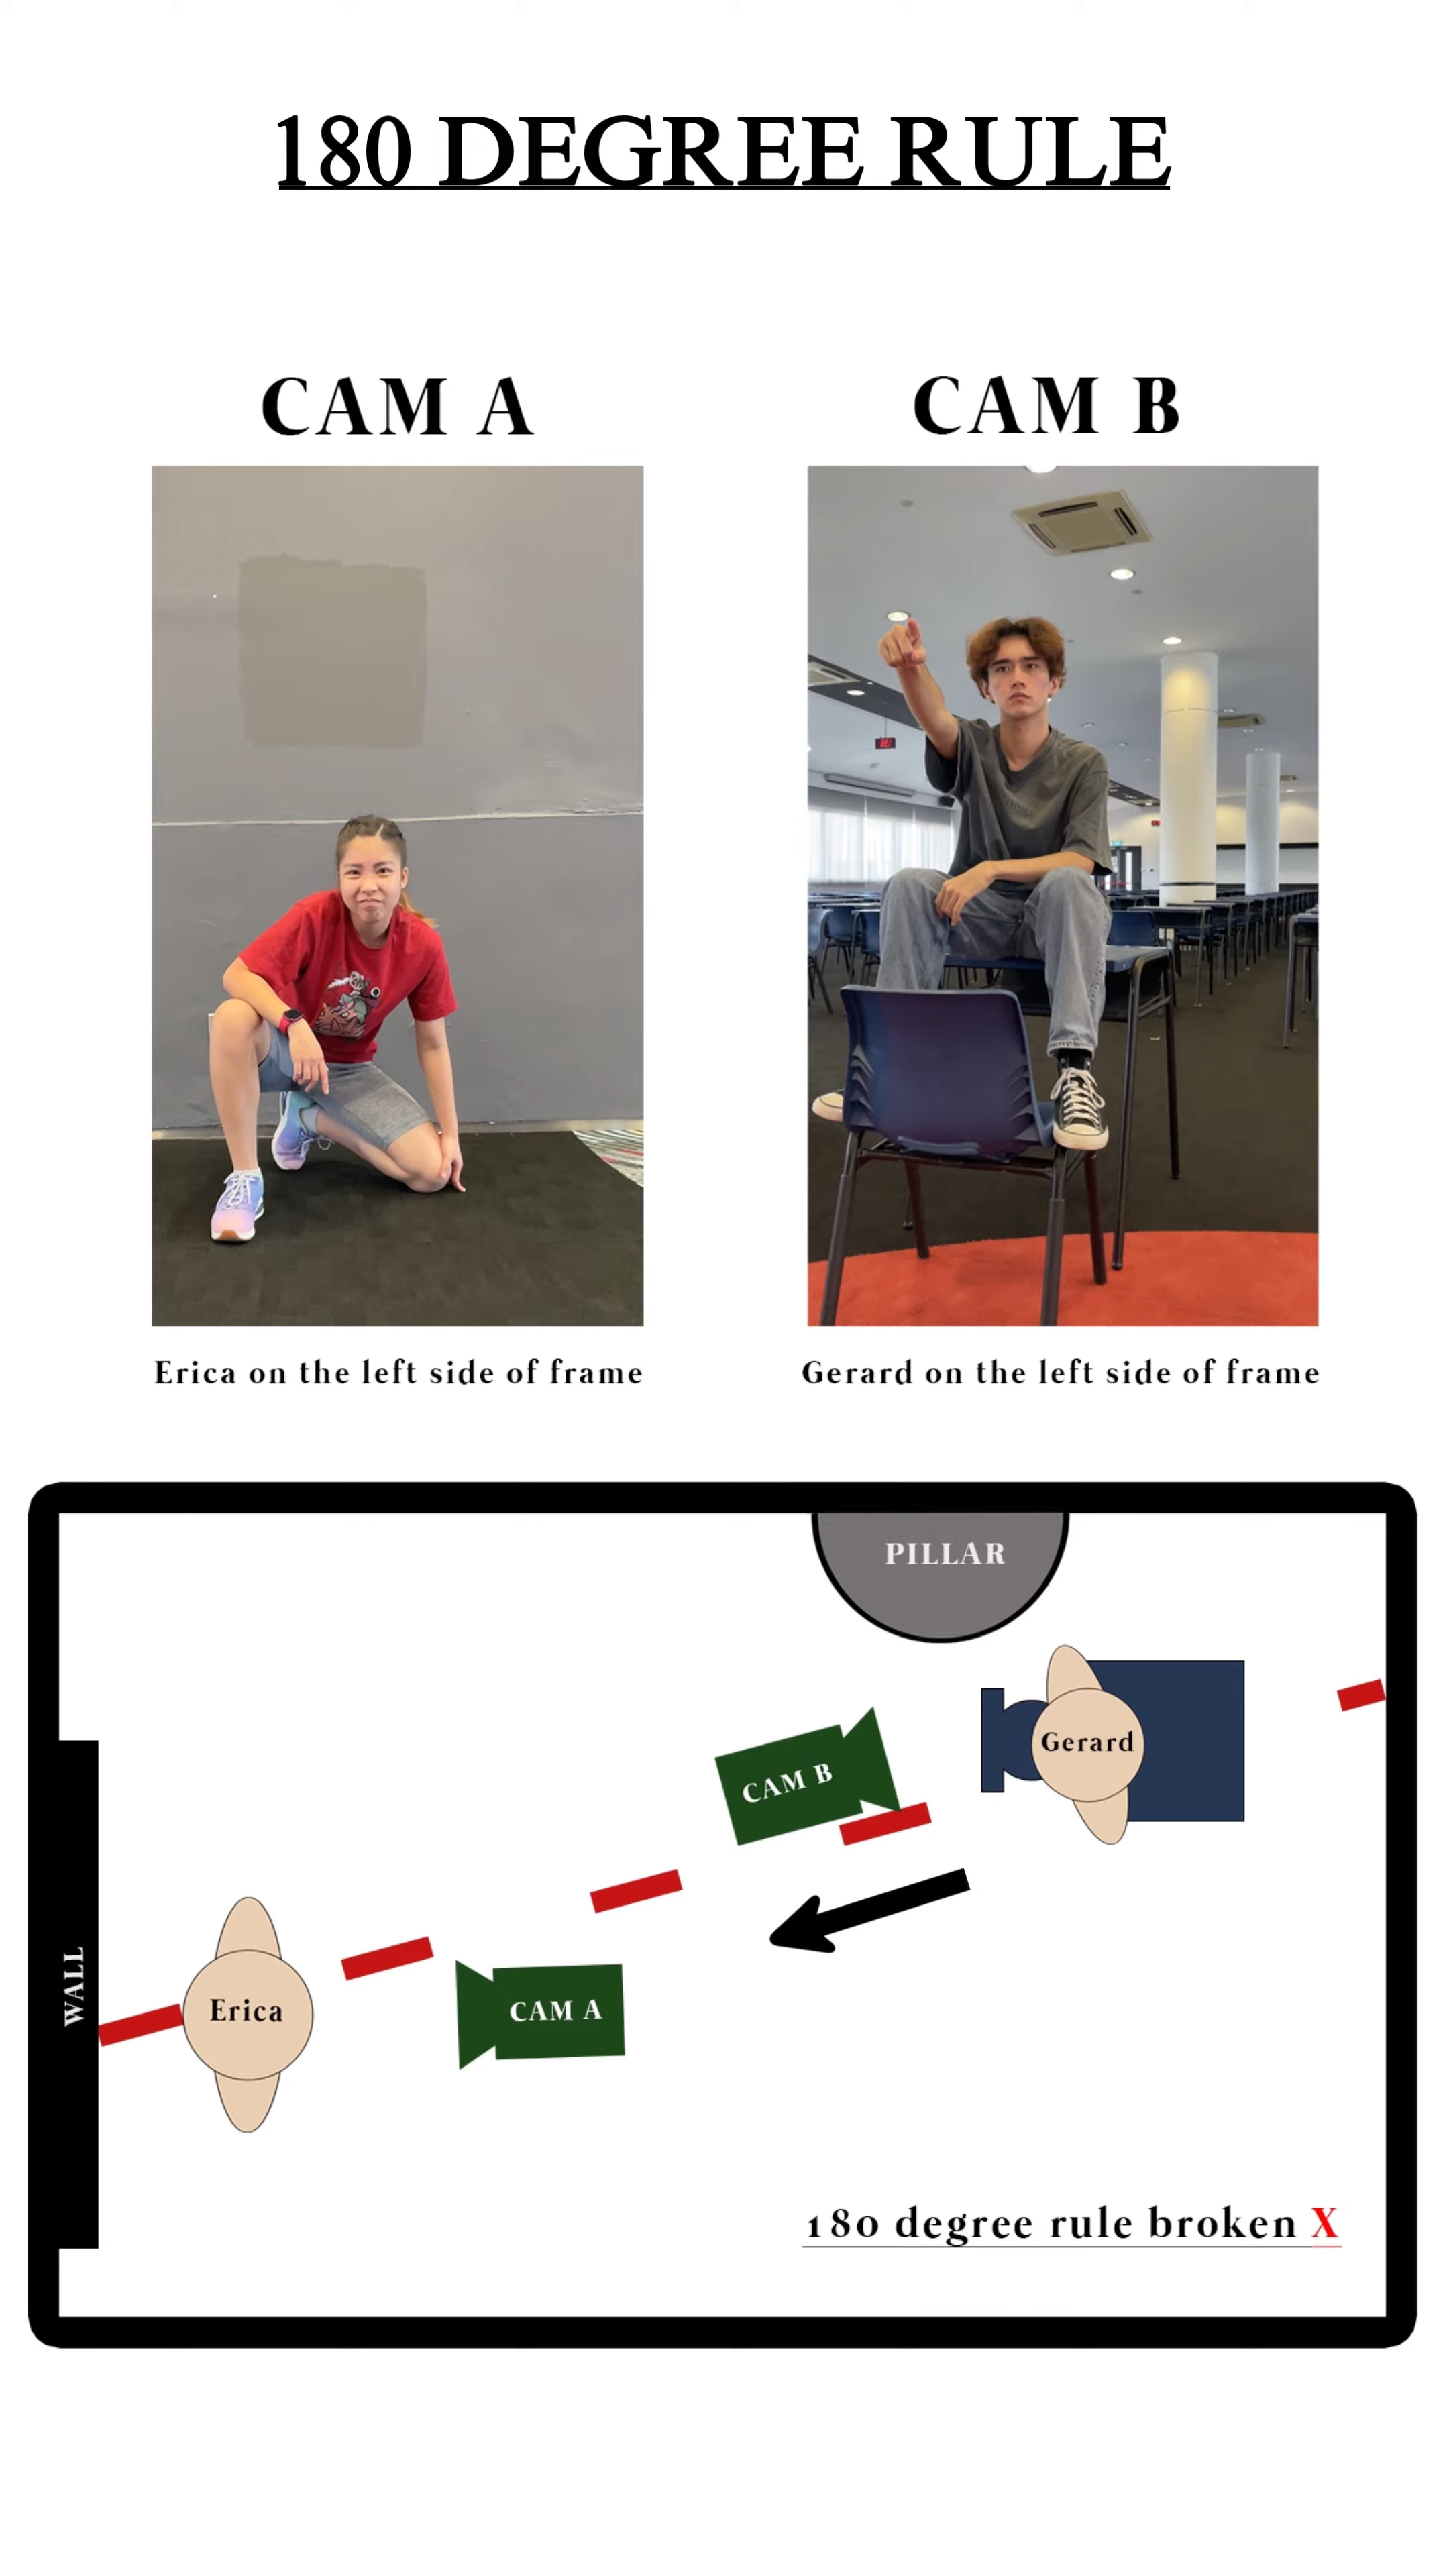 180 DEGREE RULE
CAM A
CAM B
Erica on the left side of frame
Gerard on the left side of frame
PILLAR
Gerard
CAM B
WALL
Erica
CAM A
180 degree rule broken X